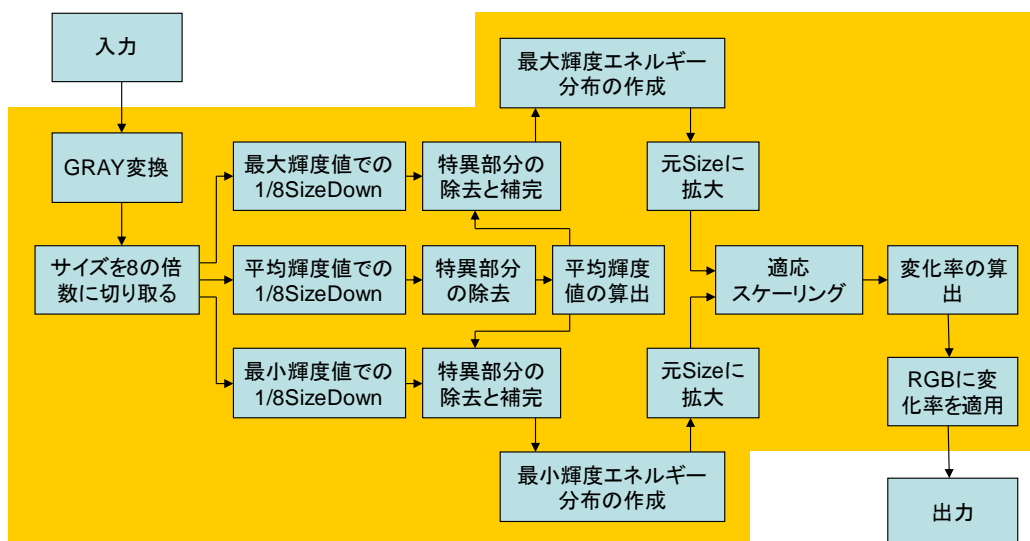 入力
GRAY変換
サイズを8の倍
数に切り取る
最大輝度値での
1/8SizeDown
平均輝度値での
1/8SizeDown
最小輝度値での
1/8SizeDown
特異部分の
除去と補完
特異部分
の除去
特異部分の
除去と補完
平均輝度
値の算出
最大輝度エネルギー
分布の作成
最小輝度エネルギー
分布の作成
元Sizeに
拡大
元Sizeに
拡大
適応
スケーリング
変化率の算
出
RGBに変
化率を適用
出力